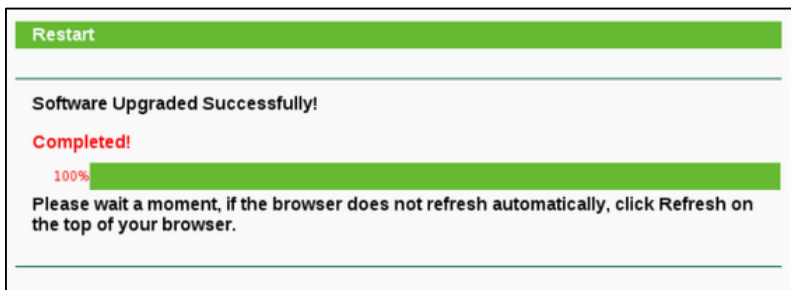 Restart
Software Upgraded Successfully!
Completed!
100%
Please wait a moment, if the browser does not refresh automatically, click Refresh on
the top of your browser.